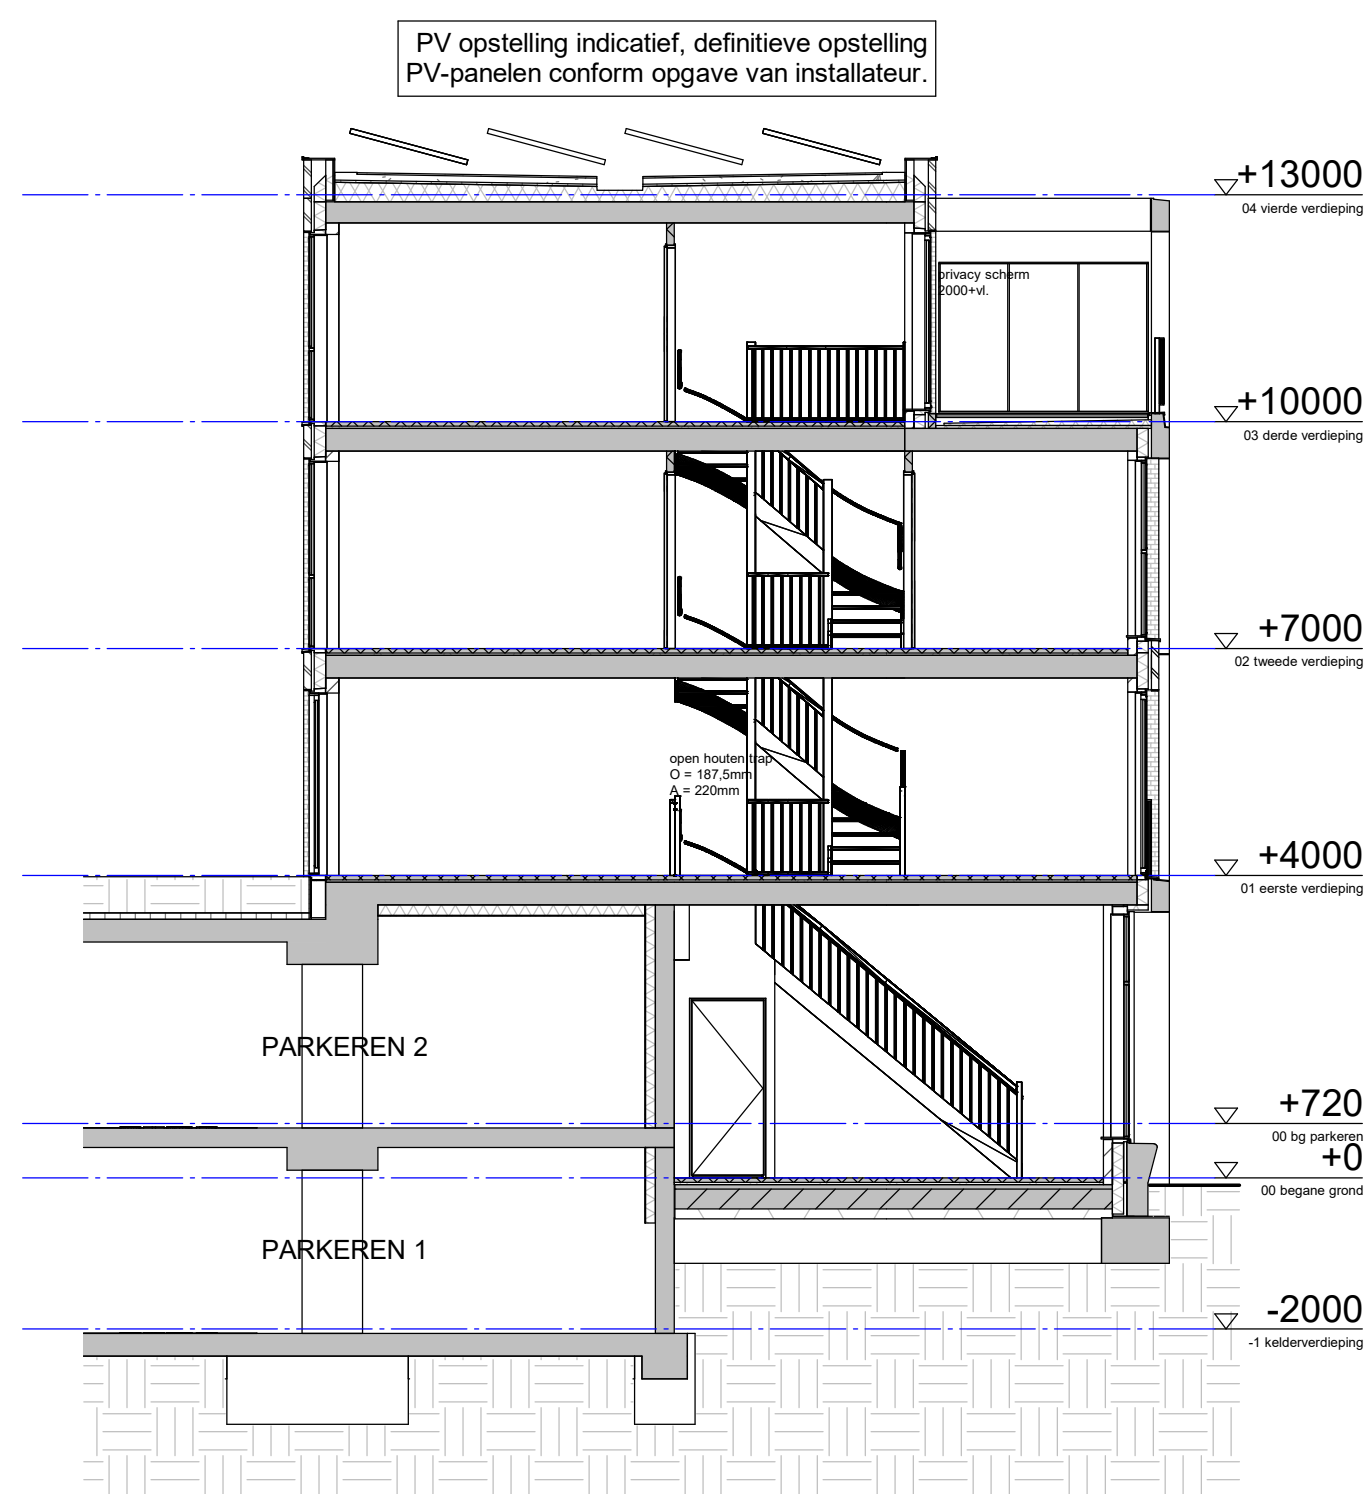 PV opstelling indicatief, definitieve opstelling
PV-panelen conform opgave van installateur.
+13000
04 vierde verdieping
privacy scherm
2000+vl.
+10000
03 derde verdieping
+7000
02 tweede verdieping
open houten trap
O = 187,5mm
A = 220mm
+4000
01 eerste verdieping
PARKEREN 2
+720
00 bg parkeren
+0
00 begane grond
PARKEREN 1
-2000
-1 kelderverdieping